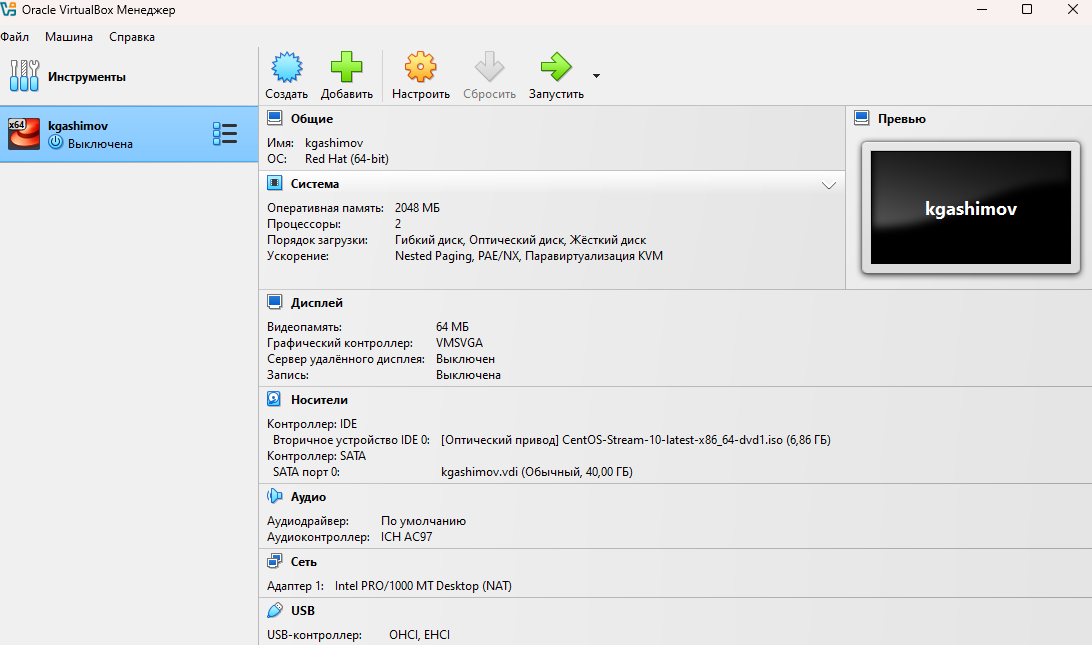 Oracle VirtualBox Менеджер
Файл Машина Справка
Инструменты
Создать Добавить Настроить Сбросить Запустить
x64 kgashimov
Выключена
Общие
Имя: kgashimov
ОС: Red Hat (64-bit)
Превью
kgashimov
Система
Оперативная память: 2048 МБ
Процессоры: 2
Порядок загрузки: Гибкий диск, Оптический диск, Жёсткий диск
Ускорение: Nested Paging, PAE/NX, Паравиртуализация KVM
Дисплей
Видеопамять: 64 МБ
Графический контроллер: VMSVGA
Сервер удалённого дисплея: Выключен
Запись: Выключена
Носители
Контроллер: IDE
Вторичное устройство IDE 0: [Оптический привод] CentOS-Stream-10-latest-x86_64-dvd1.iso (6,86 ГБ)
Контроллер: SATA
SATA порт 0: kgashimov.vdi (Обычный, 40,00 ГБ)
Аудио
Аудиодрайвер: По умолчанию
Аудиоконтроллер: ICH AC97
Сеть
Адаптер 1: Intel PRO/1000 MT Desktop (NAT)
USB
USB-контроллер: OHCI, EHCI